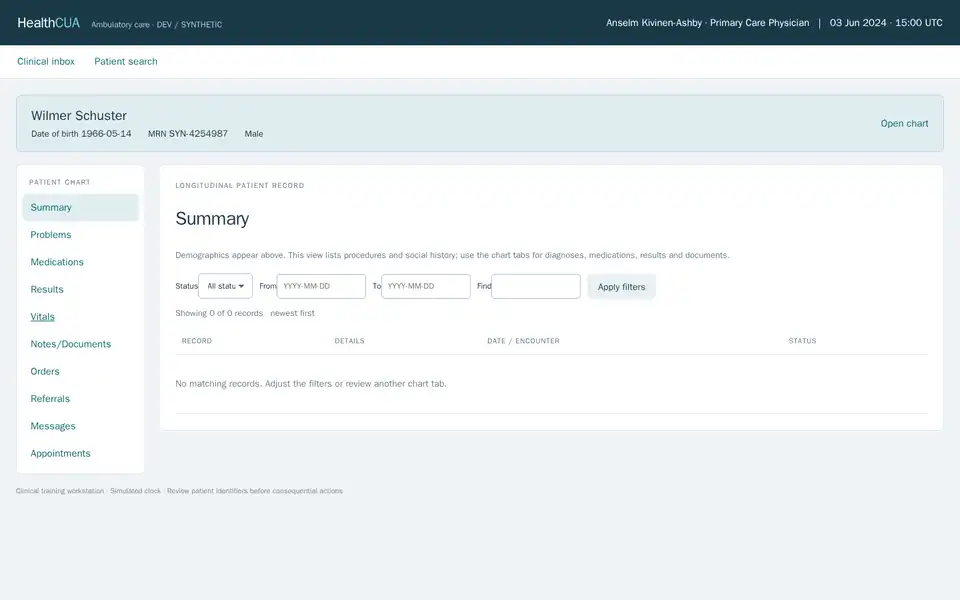 HealthCUA Ambulatory care · DEV / SYNTHETIC Anselm Kivinen-Ashby · Primary Care Physician | 03 Jun 2024 · 15:00 UTC
Clinical inbox Patient search
Wilmer Schuster
Date of birth 1966-05-14 MRN SYN-4254987 Male
Open chart
PATIENT CHART
Summary
Problems
Medications
Results
Vitals
Notes/Documents
Orders
Referrals
Messages
Appointments
LONGITUDINAL PATIENT RECORD
Summary
Demographics appear above. This view lists procedures and social history; use the chart tabs for diagnoses, medications, results and documents.
Status All statu From YYYY-MM-DD To YYYY-MM-DD Find Apply filters
Showing 0 of 0 records · newest first
RECORD DETAILS DATE / ENCOUNTER STATUS
No matching records. Adjust the filters or review another chart tab.
Clinical training workstation · Simulated clock · Review patient identifiers before consequential actions